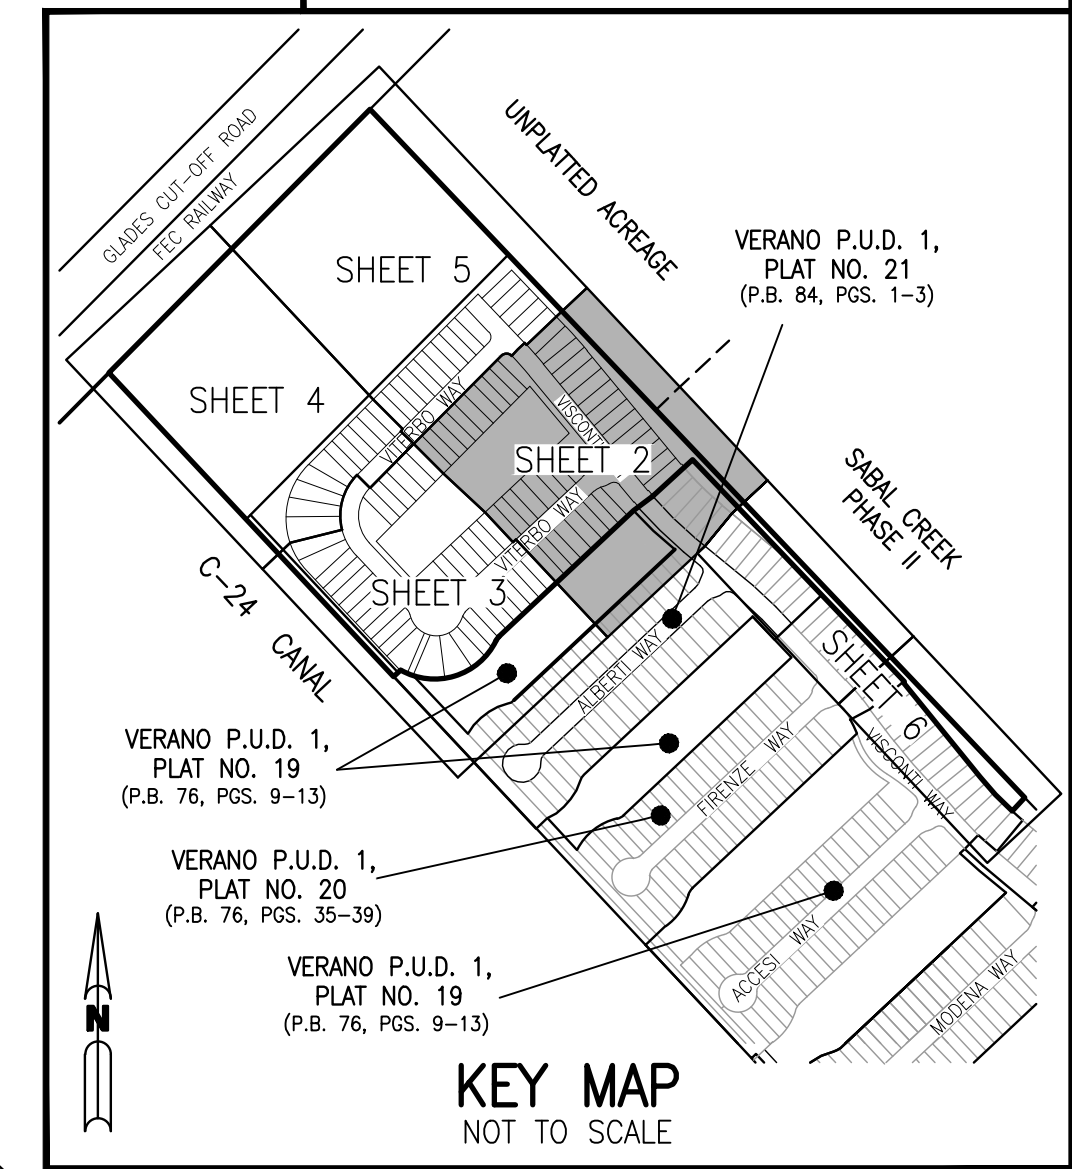 GLADES CUT-OFF ROAD
FEC RAILWAY
UNPLATTED ACREAGE
VERANO P.U.D. 1,
PLAT NO. 21
(P.B. 84, PGS. 1-3)
SHEET 5
SHEET 4
VITERBO WAY
VISCONTI
SHEET 2
VITERBO WAY
SHEET 3
SABAL CREEK
PHASE II
C-24 CANAL
ALBERTI WAY
SHEET 6
VERANO P.U.D. 1,
PLAT NO. 19
(P.B. 76, PGS. 9-13)
FIRENZE WAY
VISCONTI WAY
VERANO P.U.D. 1,
PLAT NO. 20
(P.B. 76, PGS. 35-39)
VERANO P.U.D. 1,
PLAT NO. 19
(P.B. 76, PGS. 9-13)
ACCESI WAY
MODENA WAY
N
KEY MAP
NOT TO SCALE